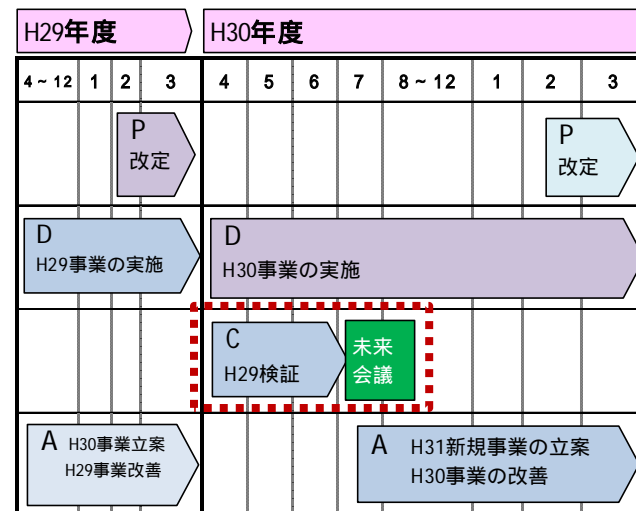 H29年度 H30年度
4～12 1 2 3 4 5 6 7 8～12 1 2 3
P
改定
P
改定
D
H29事業の実施
D
H30事業の実施
C
H29検証
未来
会議
A H30事業立案
H29事業改善
A H31新規事業の立案
H30事業の改善